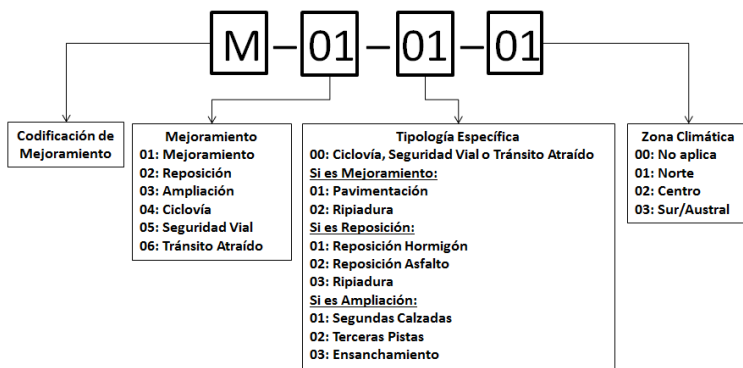 M – 01 – 01 – 01
Codificación de
Mejoramiento
Mejoramiento
01: Mejoramiento
02: Reposición
03: Ampliación
04: Ciclovía
05: Seguridad Vial
06: Tránsito Atraído
Tipología Específica
00: Ciclovía, Seguridad Vial o Tránsito Atraído
Si es Mejoramiento:
01: Pavimentación
02: Ripiadura
Si es Reposición:
01: Reposición Hormigón
02: Reposición Asfalto
03: Ripiadura
Si es Ampliación:
01: Segundas Calzadas
02: Terceras Pistas
03: Ensanchamiento
Zona Climática
00: No aplica
01: Norte
02: Centro
03: Sur/Austral